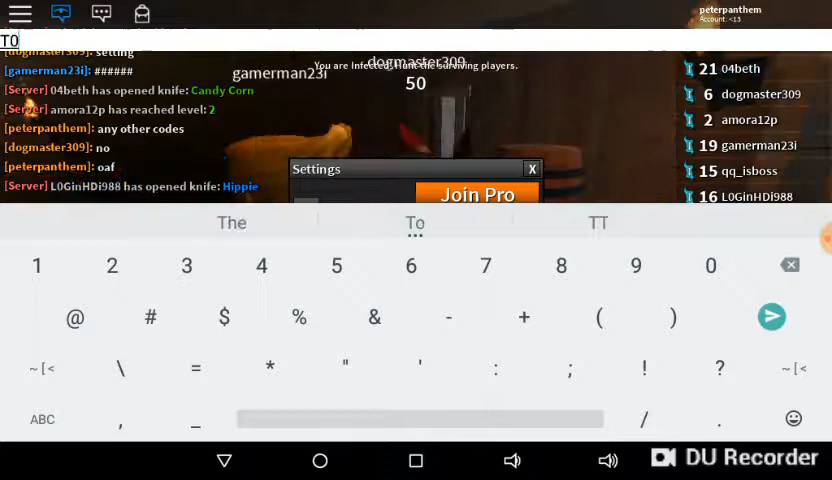 peterpanthem
Account: <13
T0
[dogmaster309]: setting
dogmaster309
You are Infected, Hunt the surviving players.
[gamerman23i]: ######
gamerman23i
50
[Server] 04beth has opened knife: Candy Corn
[Server] amora12p has reached level: 2
[peterpanthem]: any other codes
[dogmaster309]: no
[peterpanthem]: oaf
[Server] L0GinHDi988 has opened knife: Hippie
21 04beth
6 dogmaster309
2 amora12p
19 gamerman23i
15 qq_isboss
16 L0GinHDi988
Settings X
Join Pro
The To TT
1 2 3 4 5 6 7 8 9 0
@ # $ % & - + ( )
~[< \ = * " ' : ; ! ? ~[<
ABC , _ / .
DU Recorder